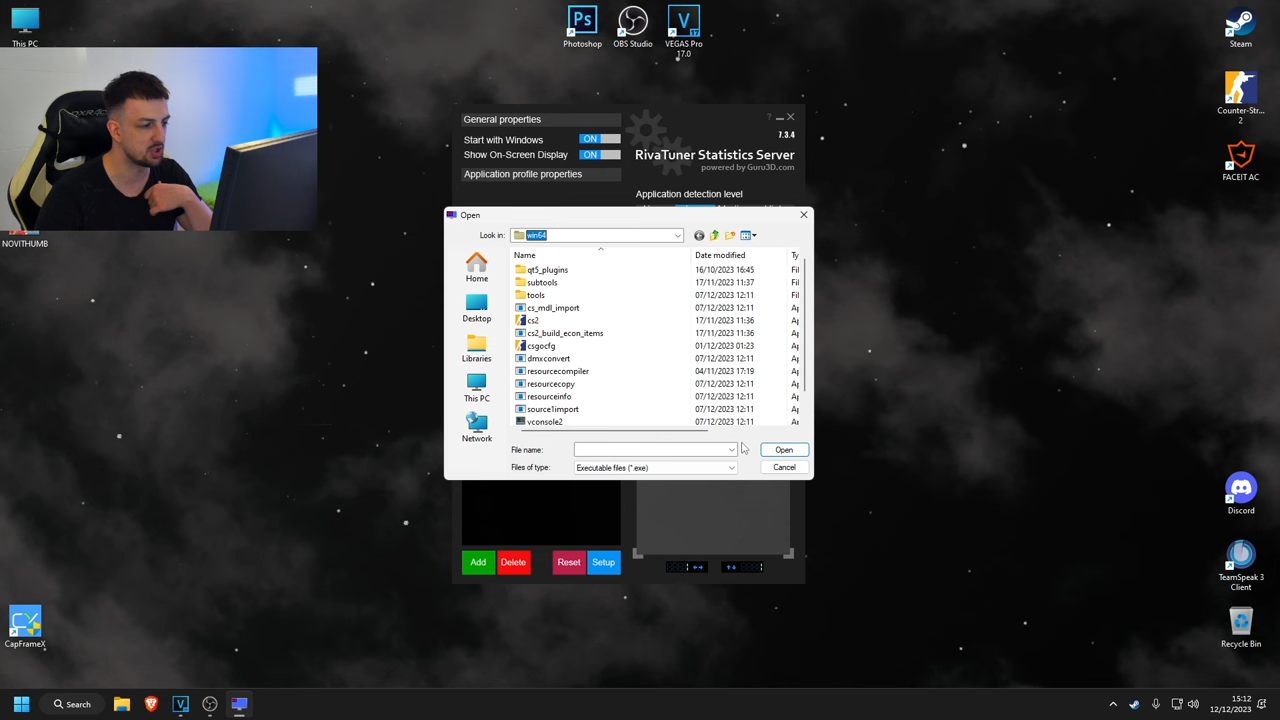 This PC
Photoshop
OBS Studio
VEGAS Pro
17.0
Steam
Counter-Str...
2
FACEIT AC
NOVITHUMB
General properties
Start with Windows
ON
Show On-Screen Display
ON
Application profile properties
7.3.4
RivaTuner Statistics Server
powered by Guru3D.com
Application detection level
Open
Look in:
win64
Name
Date modified
Ty
Home
Desktop
Libraries
This PC
Network
qt5_plugins
16/10/2023 16:45
Fil
subtools
17/11/2023 11:37
Fil
tools
07/12/2023 12:11
Fil
cs_mdl_import
07/12/2023 12:11
Ap
cs2
17/11/2023 11:36
Ap
cs2_build_econ_items
17/11/2023 11:36
Ap
csgocfg
01/12/2023 01:23
Ap
dmxconvert
07/12/2023 12:11
Ap
resourcecompiler
04/11/2023 17:19
Ap
resourcecopy
07/12/2023 12:11
Ap
resourceinfo
07/12/2023 12:11
Ap
source1import
07/12/2023 12:11
Ap
vconsole2
07/12/2023 12:11
Ap
File name:
Open
Files of type:
Executable files (*.exe)
Cancel
Add
Delete
Reset
Setup
Discord
TeamSpeak 3
Client
Recycle Bin
CapFrameX
Search
15:12
12/12/2023